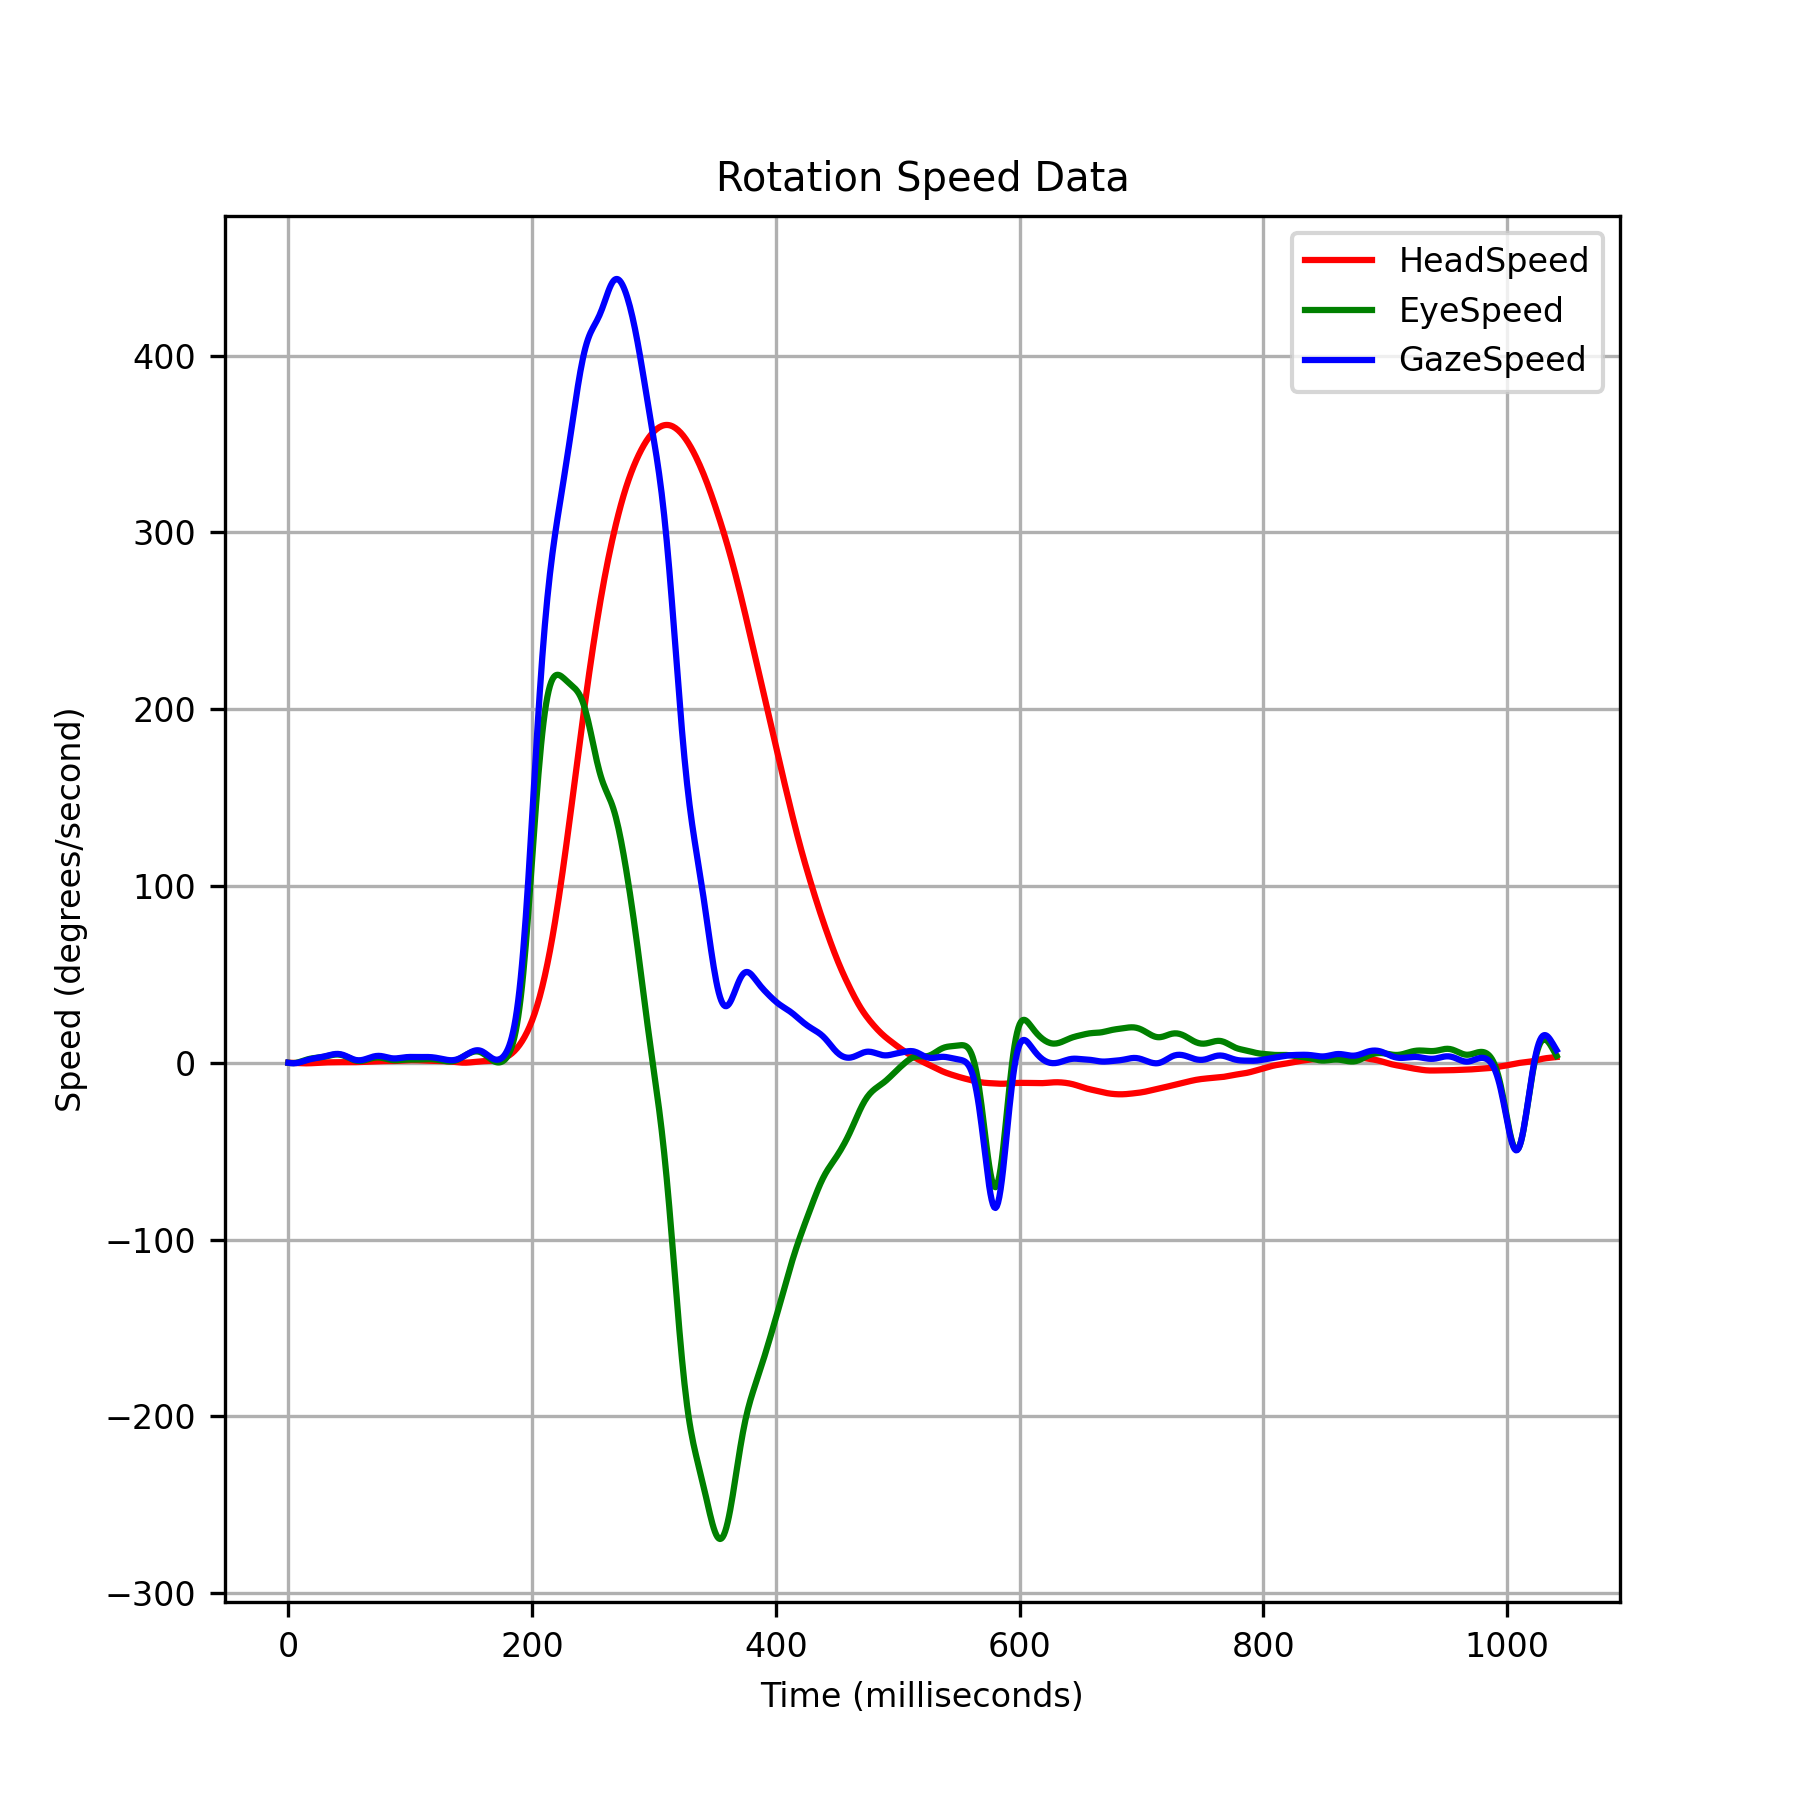 Rotation Speed Data
HeadSpeed
EyeSpeed
GazeSpeed
Speed (degrees/second)
400
300
200
100
0
−100
−200
−300
0 200 400 600 800 1000
Time (milliseconds)